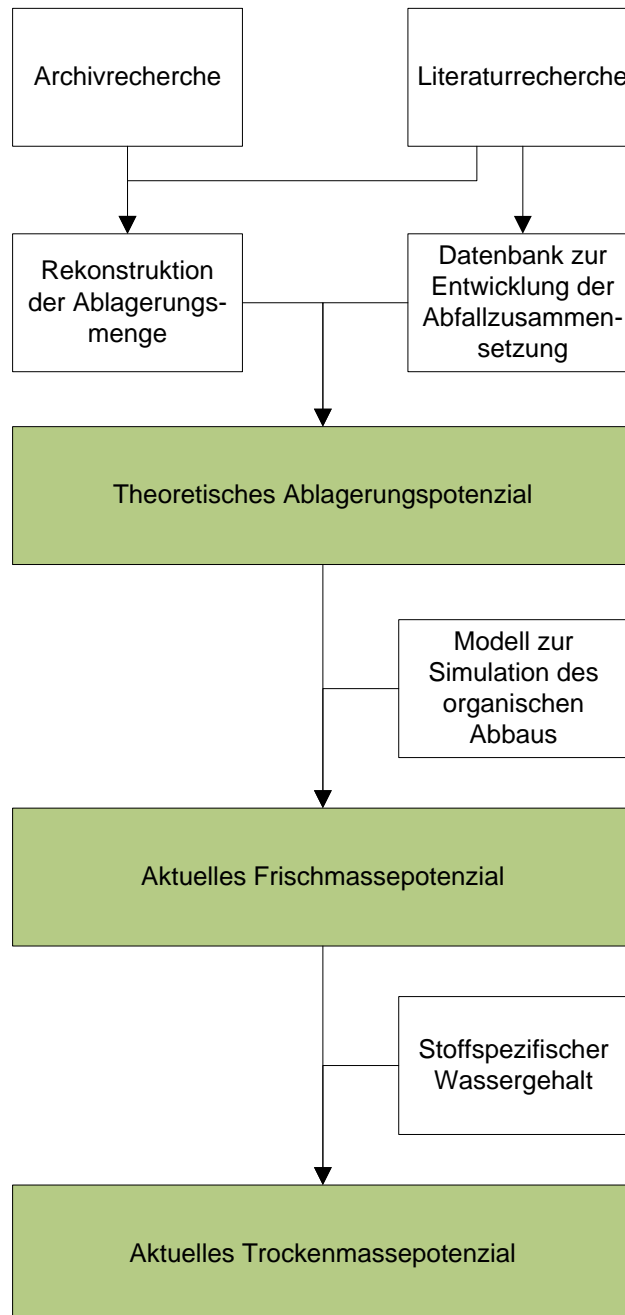 Archivrecherche
Literaturrecherche
Rekonstruktion
der Ablagerungs-
menge
Datenbank zur
Entwicklung der
Abfallzusammen-
setzung
Theoretisches Ablagerungspotenzial
Modell zur
Simulation des
organischen
Abbaus
Aktuelles Frischmassepotenzial
Stoffspezifischer
Wassergehalt
Aktuelles Trockenmassepotenzial